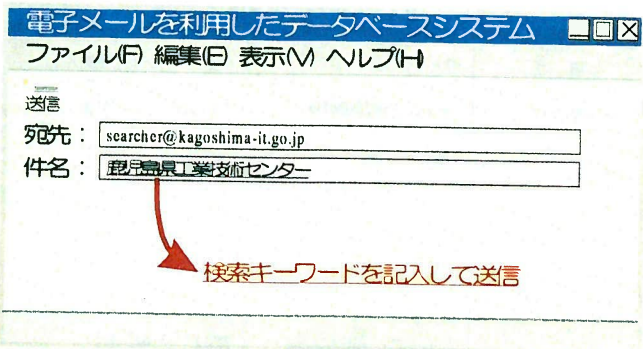 電子メールを利用したデータベースシステム
ファイル(F) 編集(E) 表示(V) ヘルプ(H)
送信
宛先： searcher@kagoshima-it.go.jp
件名： 鹿児島県工業技術センター
検索キーワードを記入して送信